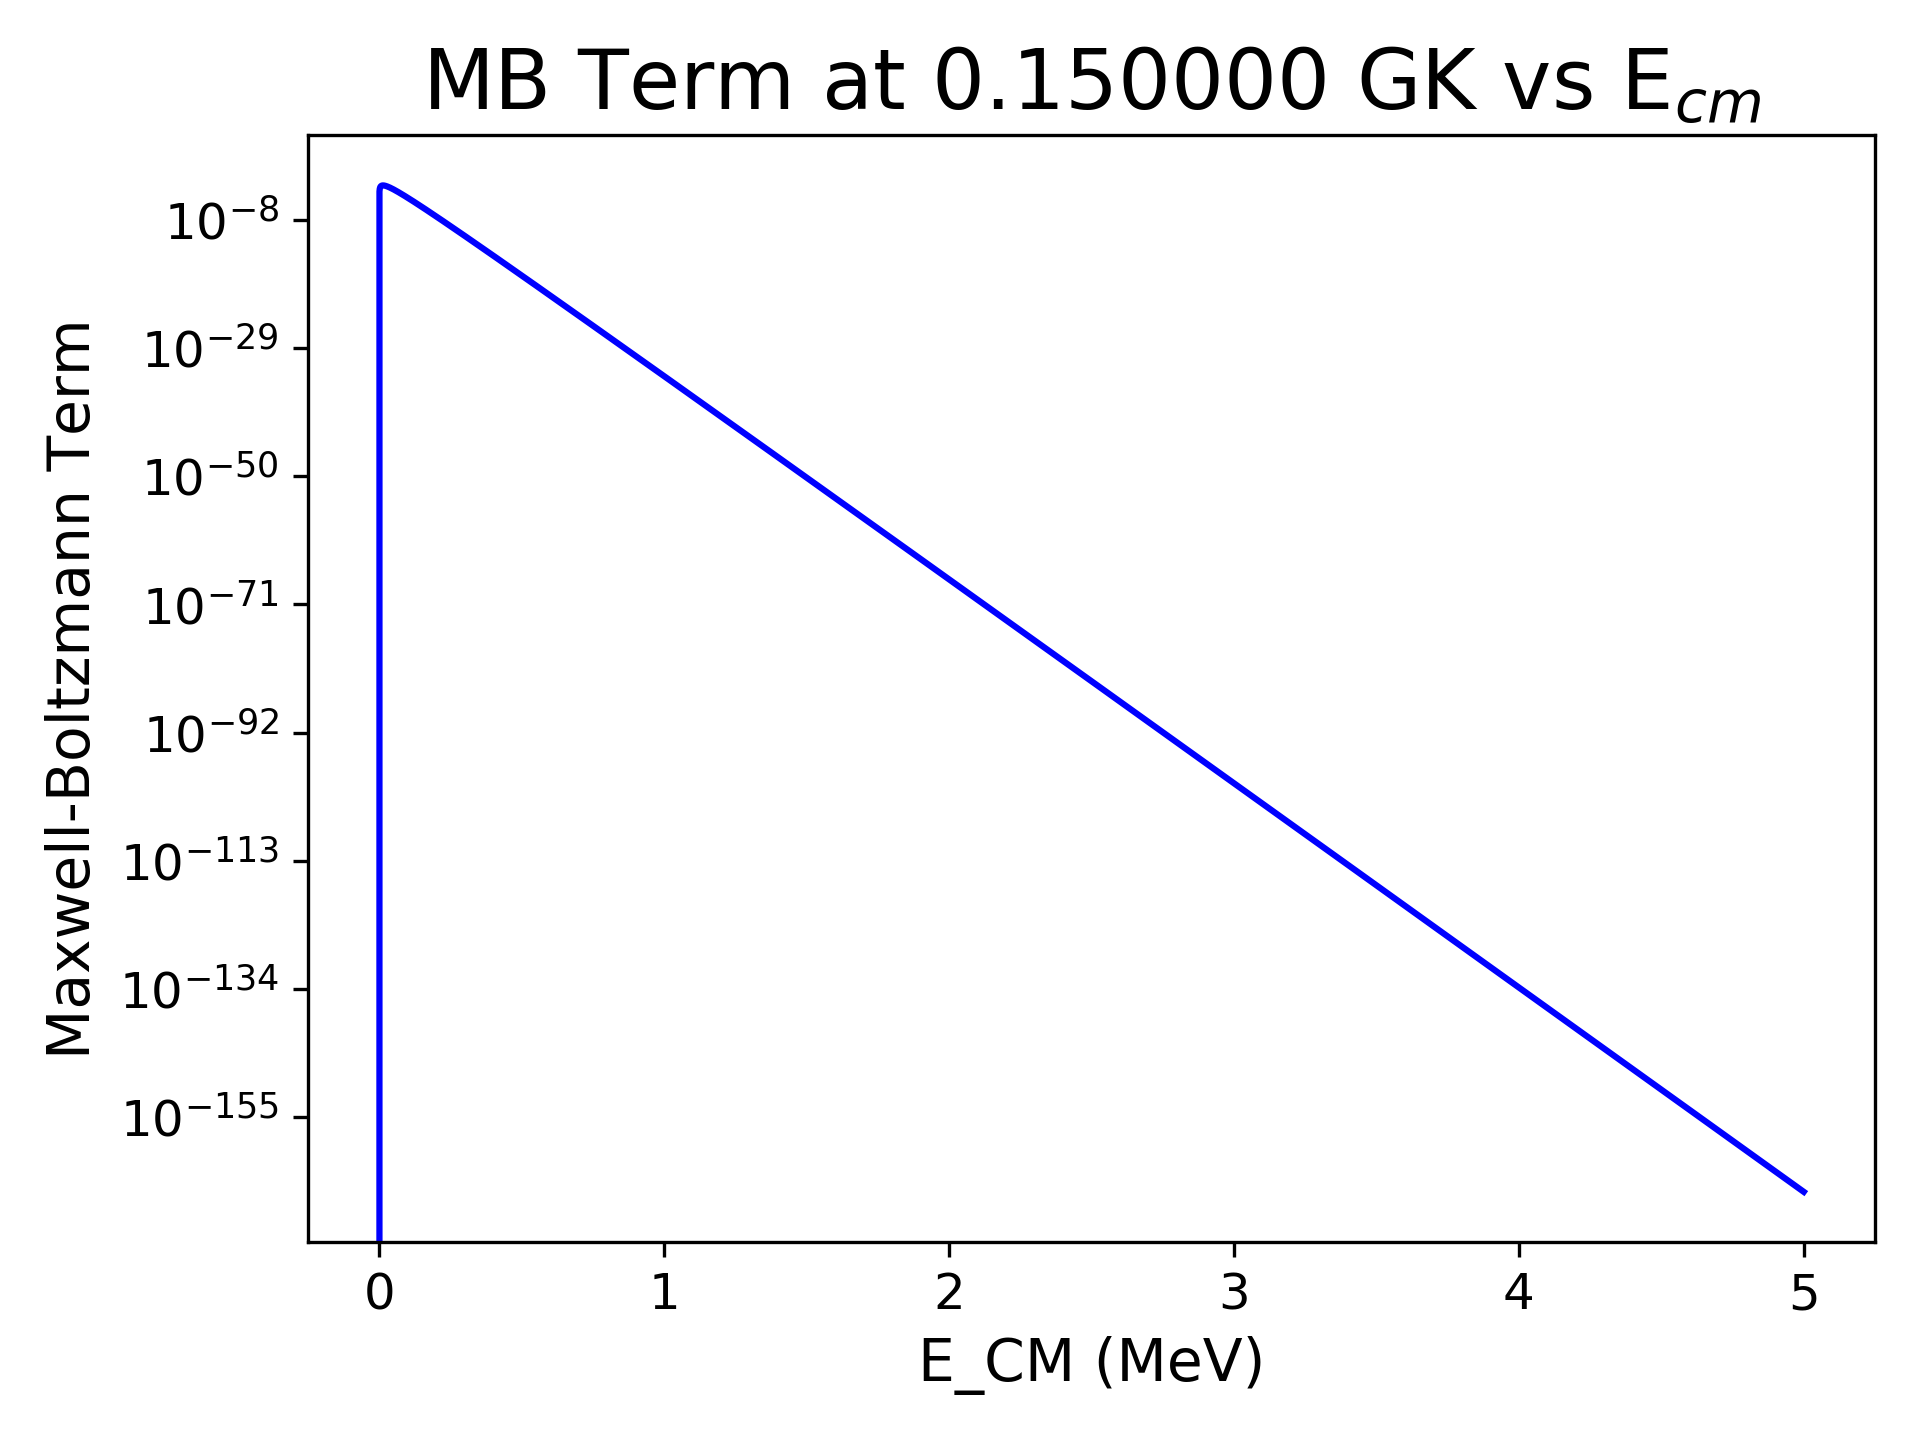 MB Term at 0.150000 GK vs E_{cm}
Maxwell-Boltzmann Term
10^{-8}
10^{-29}
10^{-50}
10^{-71}
10^{-92}
10^{-113}
10^{-134}
10^{-155}
0 1 2 3 4 5
E_CM (MeV)